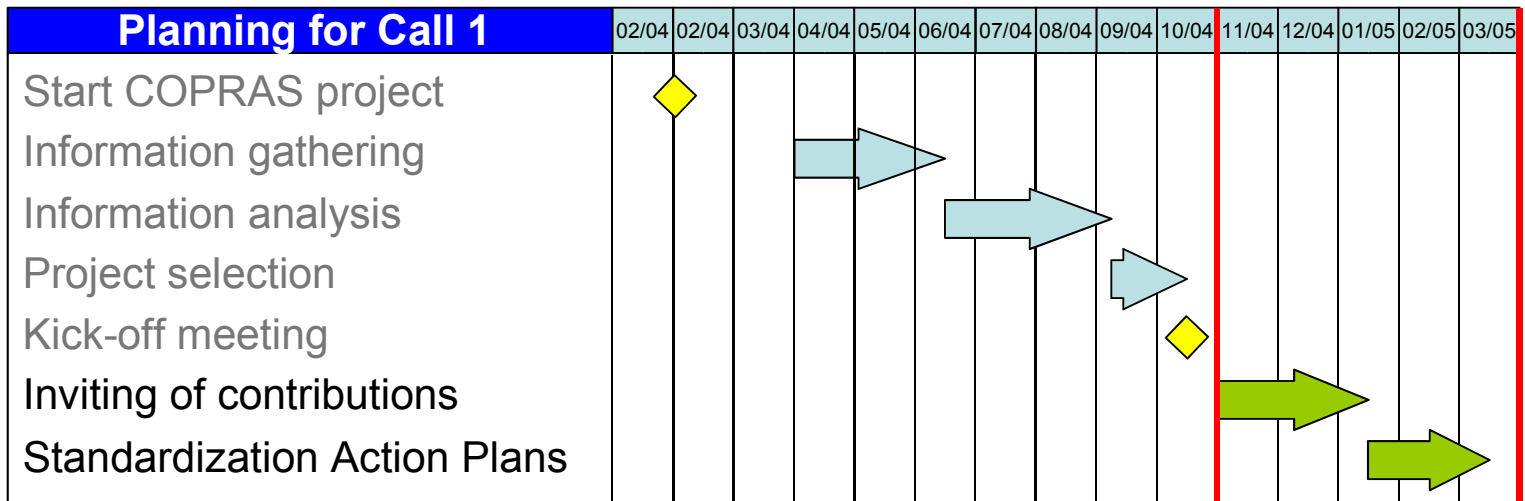 Planning for Call 1 02/04 02/04 03/04 04/04 05/04 06/04 07/04 08/04 09/04 10/04 11/04 12/04 01/05 02/05 03/05
Start COPRAS project
Information gathering
Information analysis
Project selection
Kick-off meeting
Inviting of contributions
Standardization Action Plans